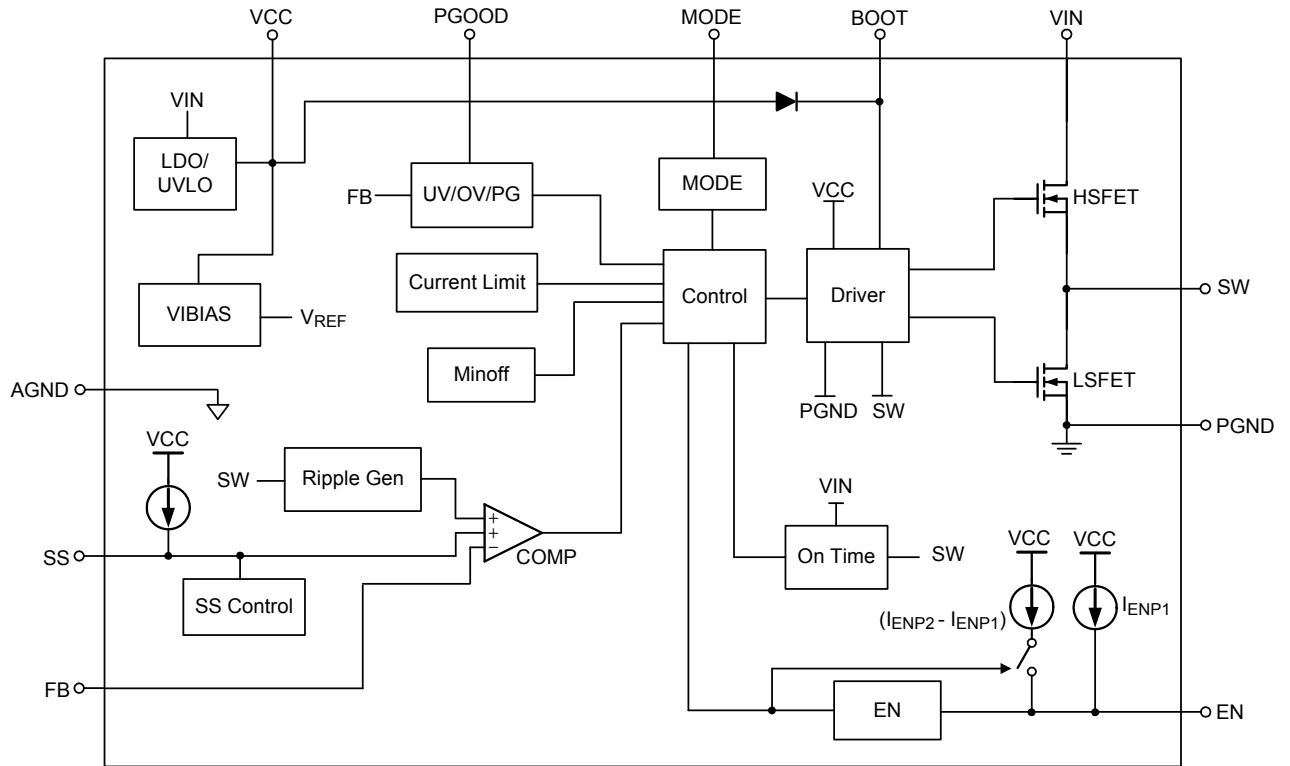 VCC
PGOOD
MODE
BOOT
VIN
VIN
LDO/
UVLO
FB
UV/OV/PG
MODE
VCC
HSFET
Current Limit
Control
Driver
SW
VIBIAS
VREF
Minoff
LSFET
AGND
PGND
SW
PGND
VCC
SW
Ripple Gen
+
+
−
COMP
VIN
SS
On Time
SW
VCC
VCC
SS Control
(IENP2 - IENP1)
IENP1
FB
EN
EN